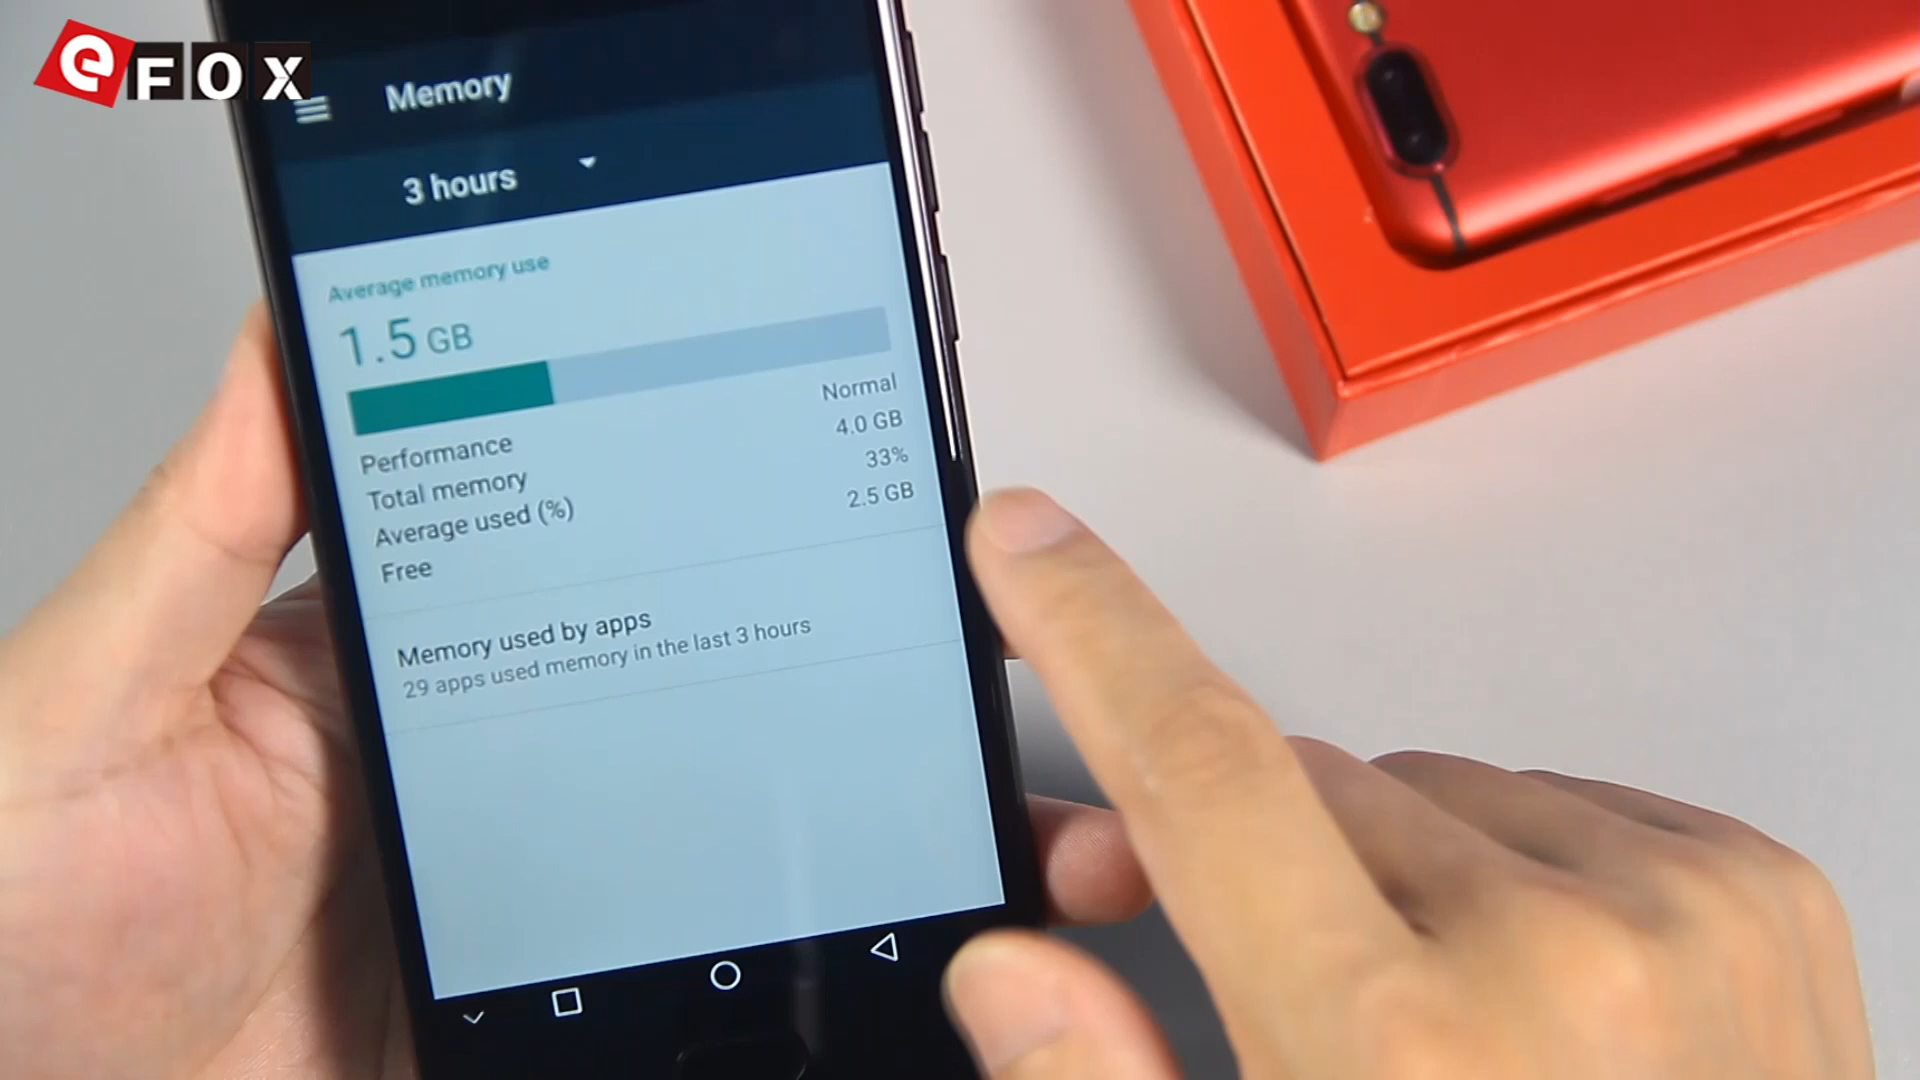 eFOX
Memory
3 hours
Average memory use
1.5 GB
Performance Normal
Total memory 4.0 GB
Average used (%) 33%
Free 2.5 GB
Memory used by apps
29 apps used memory in the last 3 hours